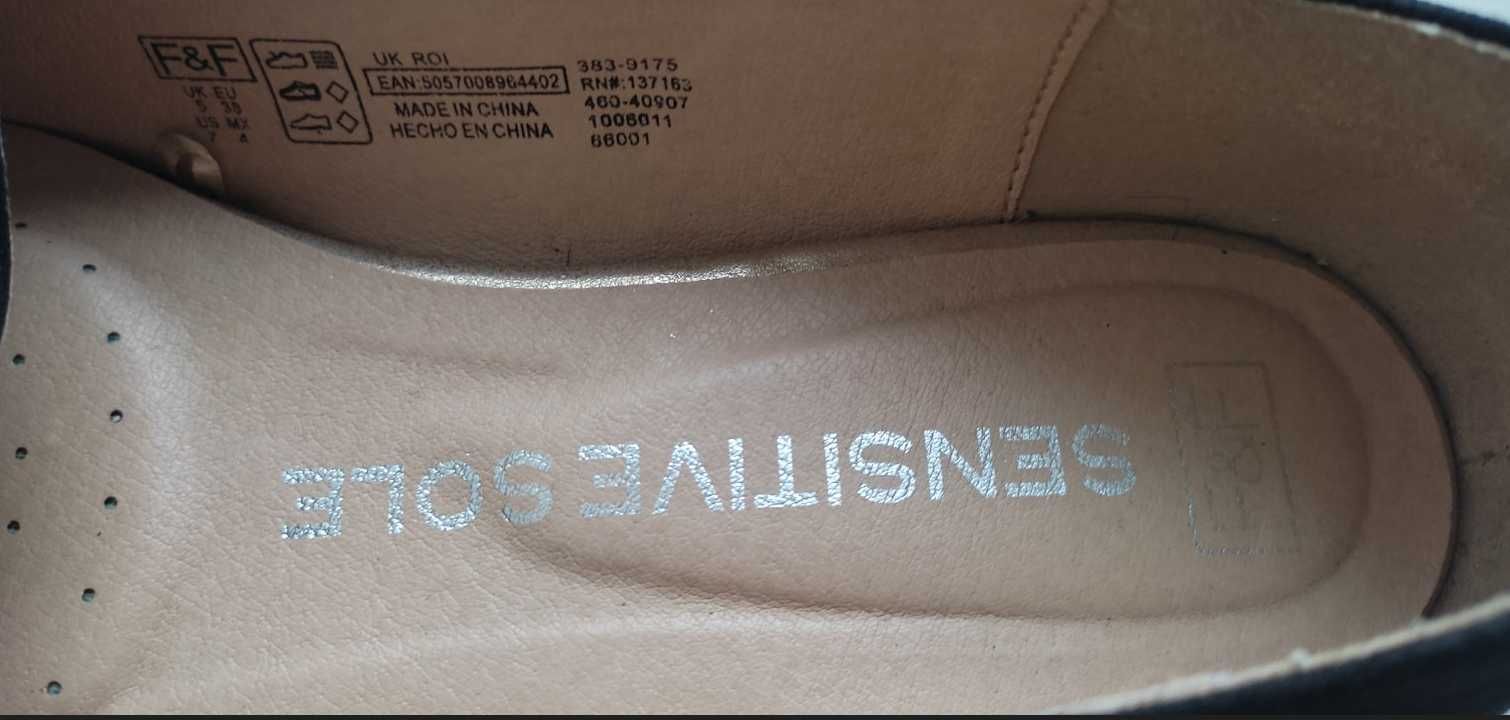 F&F
UK EU
5 38
US MX
7 4
UK ROI
EAN:5057008964402
MADE IN CHINA
HECHO EN CHINA
383-9175
RN#:137163
460-40907
1006011
66001
SENSITIVE SOLE
F&F